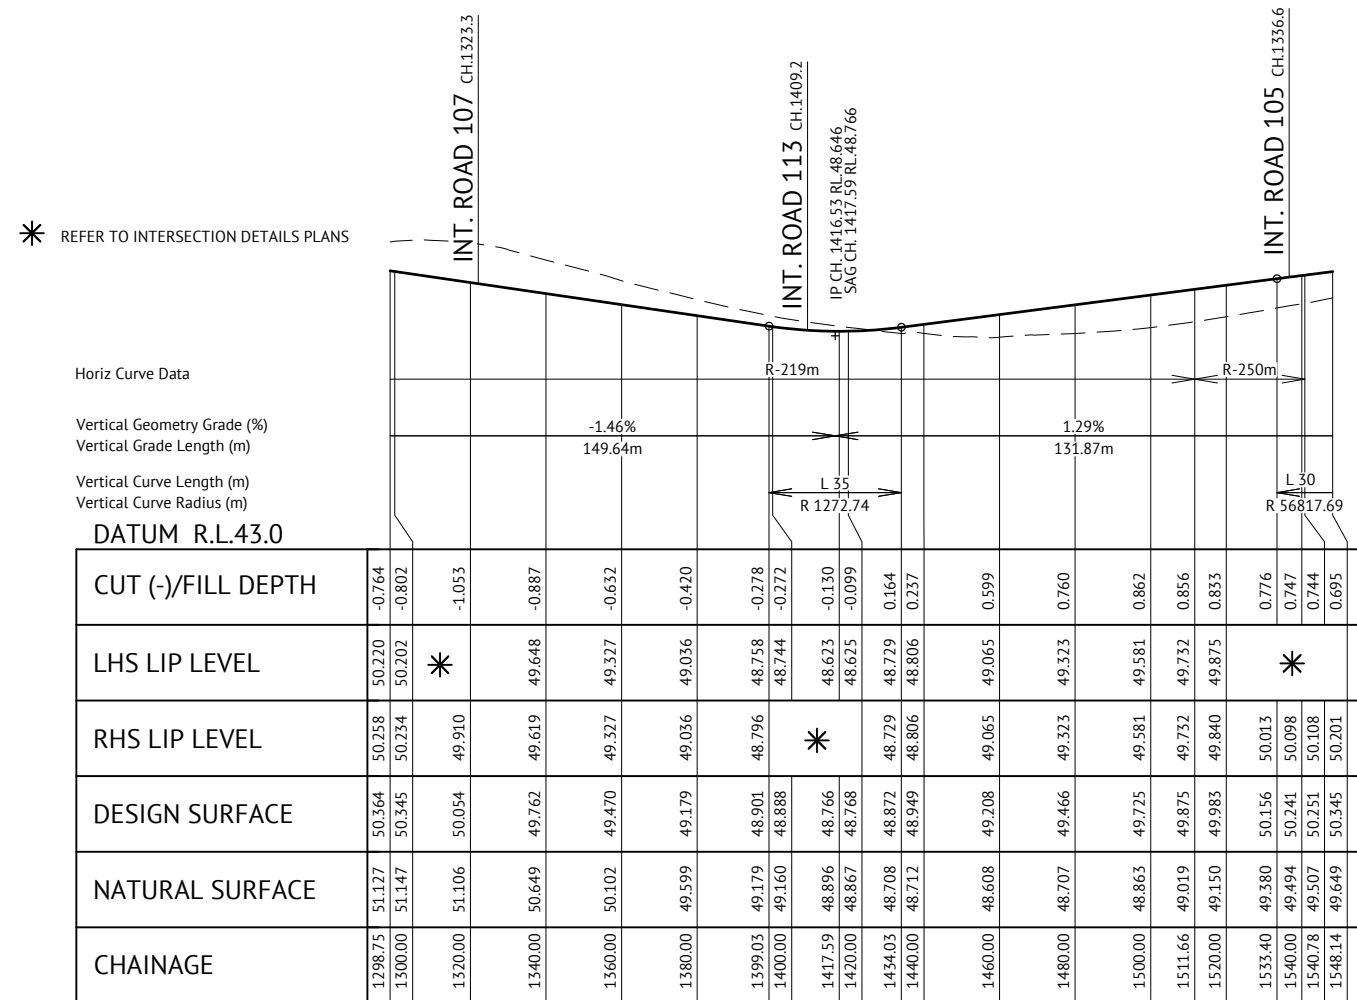 INT. ROAD 107 CH.1323.3
INT. ROAD 113 CH.1409.2
IP CH. 1416.53 RL.48.646
SAG CH. 1417.59 RL.48.766
INT. ROAD 105 CH.1336.6
REFER TO INTERSECTION DETAILS PLANS
Horiz Curve Data R-219m R-250m
Vertical Geometry Grade (%) -1.46% 1.29%
Vertical Grade Length (m) 149.64m 131.87m
Vertical Curve Length (m) L 35 L 30
Vertical Curve Radius (m) R 1272.74 R 56817.69
DATUM R.L.43.0
CUT (-)/FILL DEPTH -0.764 -0.802 -1.053 -0.887 -0.632 -0.420 -0.278 -0.272 -0.130 -0.099 0.164 0.237 0.599 0.760 0.862 0.856 0.833 0.776 0.747 0.744 0.695
LHS LIP LEVEL 50.220 50.202 49.648 49.327 49.036 48.758 48.744 48.623 48.625 48.729 48.806 49.065 49.323 49.581 49.732 49.875
RHS LIP LEVEL 50.258 50.234 49.910 49.619 49.327 49.036 48.796 48.729 48.806 49.065 49.323 49.581 49.732 49.840 50.013 50.098 50.108 50.201
DESIGN SURFACE 50.364 50.345 50.054 49.762 49.470 49.179 48.901 48.888 48.766 48.768 48.872 48.949 49.208 49.466 49.725 49.875 49.983 50.156 50.241 50.251 50.345
NATURAL SURFACE 51.127 51.147 51.106 50.649 50.102 49.599 49.179 49.160 48.896 48.867 48.708 48.712 48.608 48.707 48.863 49.019 49.150 49.380 49.494 49.507 49.649
CHAINAGE 1298.75 1300.00 1320.00 1340.00 1360.00 1380.00 1399.03 1400.00 1417.59 1420.00 1434.03 1440.00 1460.00 1480.00 1500.00 1511.66 1520.00 1533.40 1540.00 1540.78 1548.14